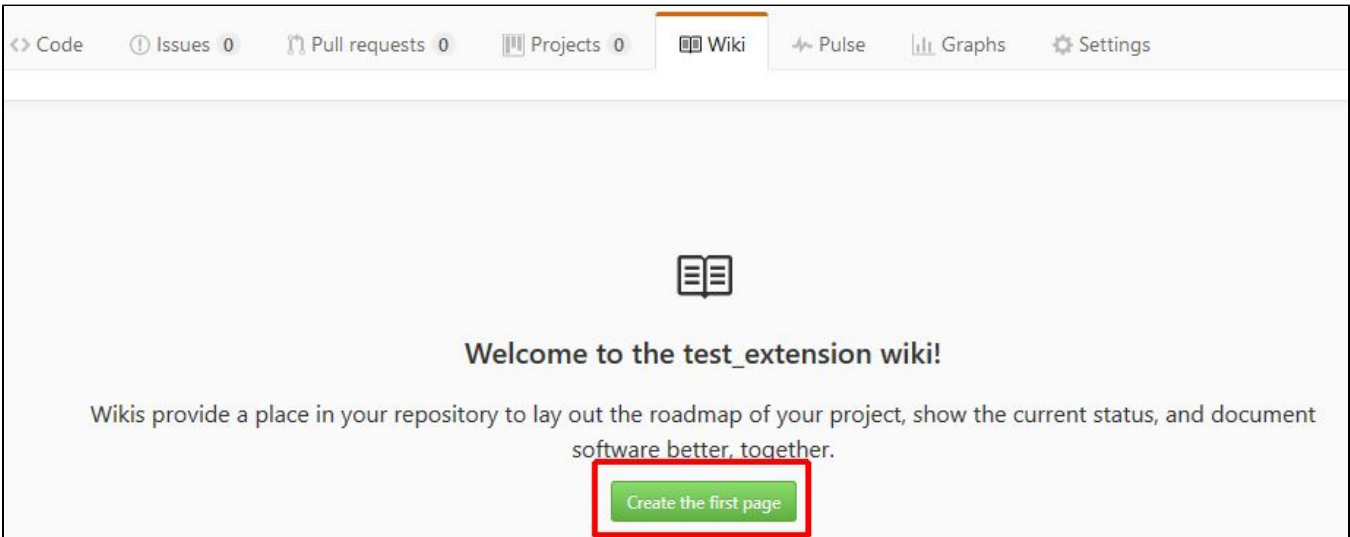 <> Code Issues 0 Pull requests 0 Projects 0 Wiki Pulse Graphs Settings
Welcome to the test_extension wiki!
Wikis provide a place in your repository to lay out the roadmap of your project, show the current status, and document
software better, together.
Create the first page